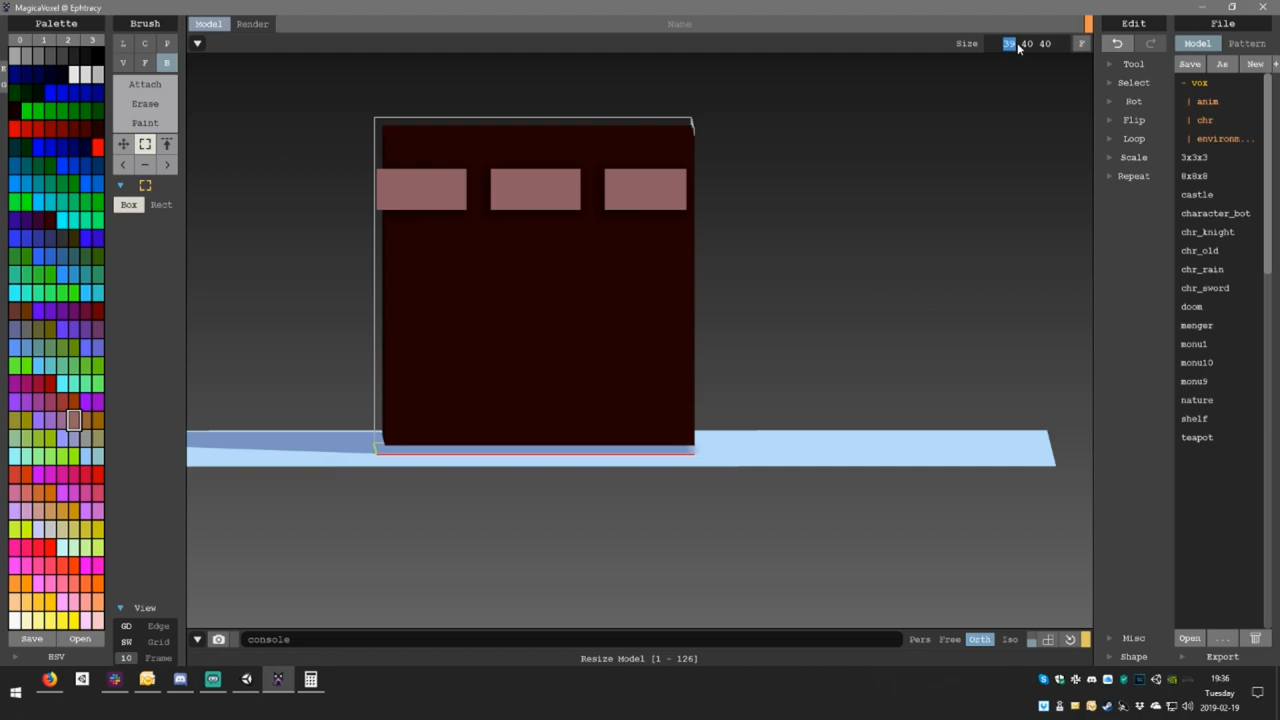 MagicaVoxel @ Ephtracy
Palette
Brush
Model
Render
Name
Edit
File
0 1 2 3
L C P
V F B
Size 39 40 40
F
Model Pattern
Attach
Erase
Paint
Box Rect
Tool
Select
Rot
Flip
Loop
Scale
Repeat
Save As New +
- vox
| anim
| chr
| environm...
3x3x3
8x8x8
castle
character_bot
chr_knight
chr_old
chr_rain
chr_sword
doom
menger
monu1
monu10
monu9
nature
shelf
teapot
View
GD Edge
SW Grid
10 Frame
Save Open
HSV
console
Pers Free Orth Iso
Resize Model [1 - 126]
Misc
Shape
Open ...
Export
19:36
Tuesday
2019-02-19